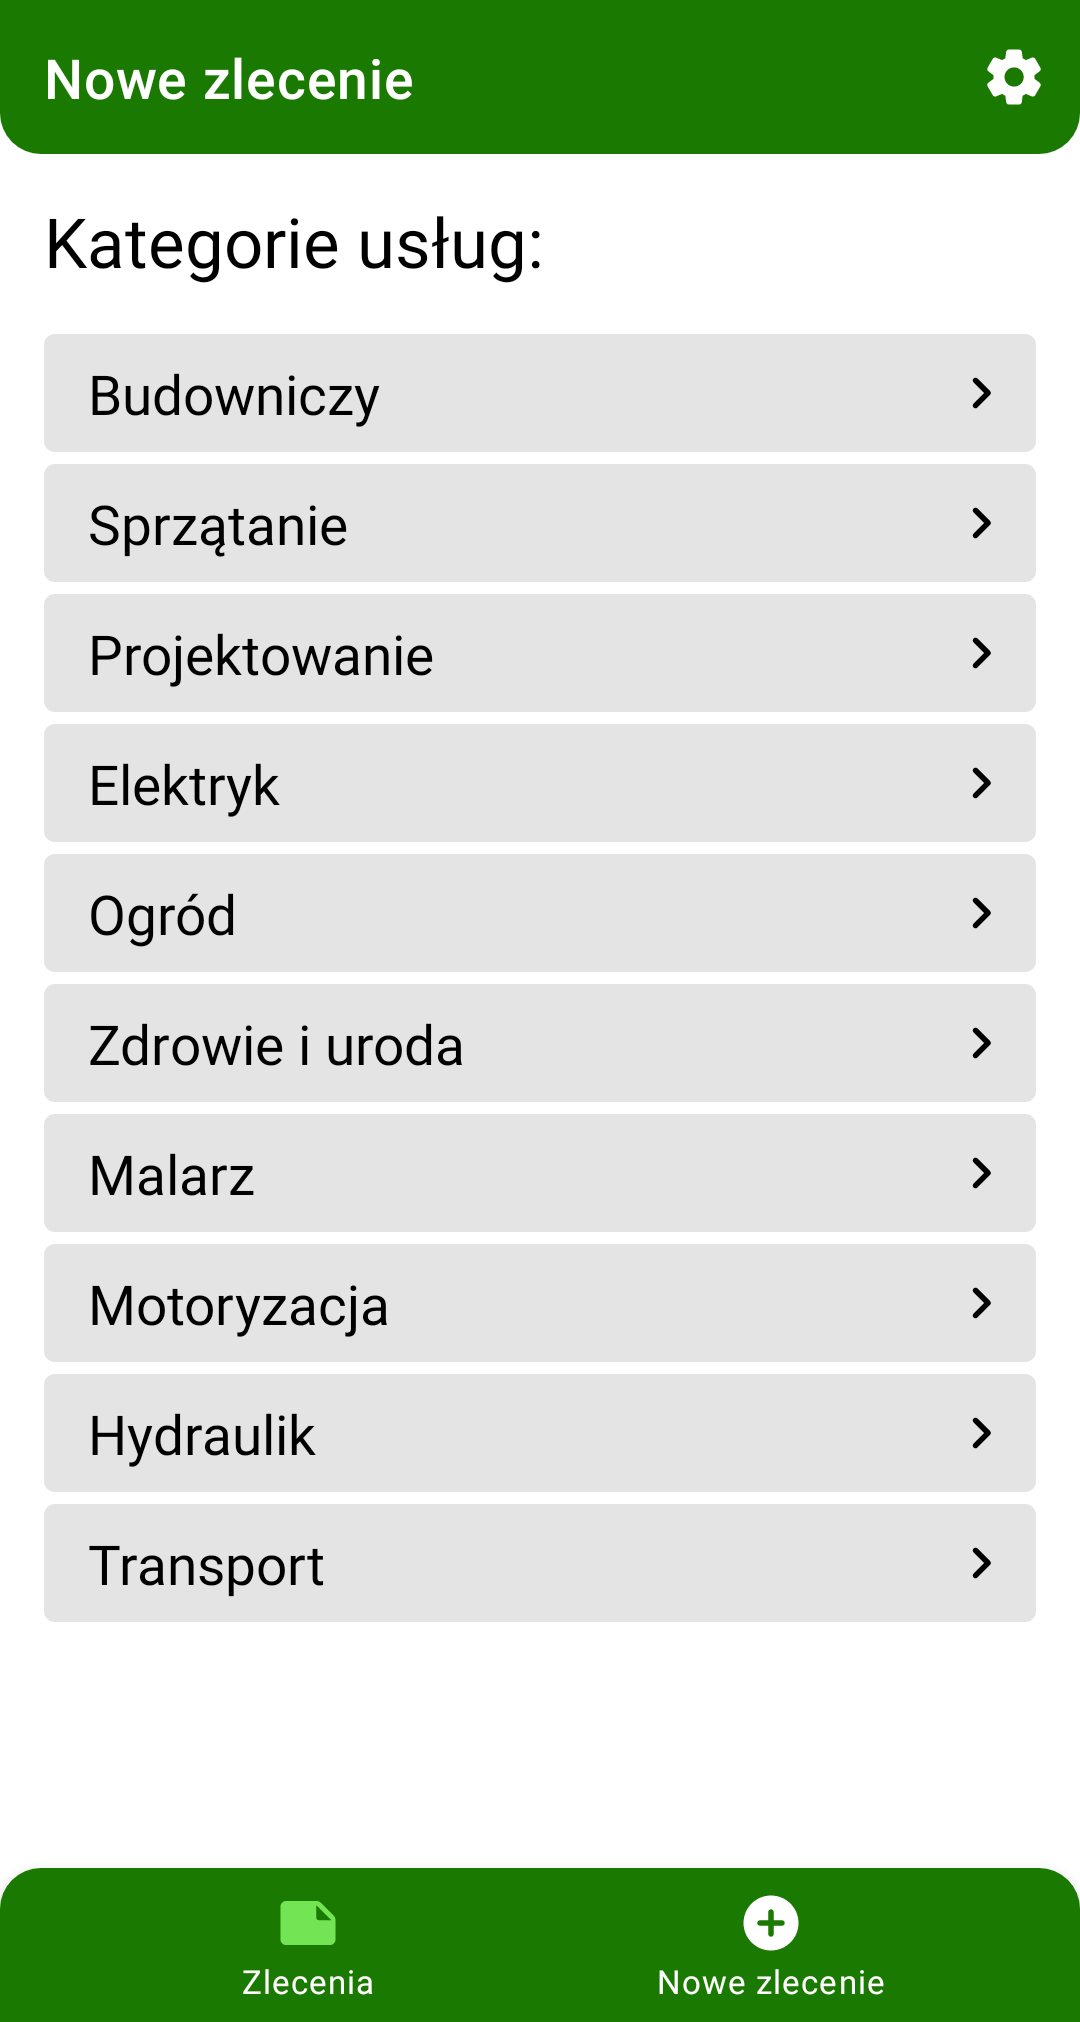 Nowe zlecenie
Kategorie usług:
Budowniczy
Sprzątanie
Projektowanie
Elektryk
Ogród
Zdrowie i uroda
Malarz
Motoryzacja
Hydraulik
Transport
Zlecenia
Nowe zlecenie